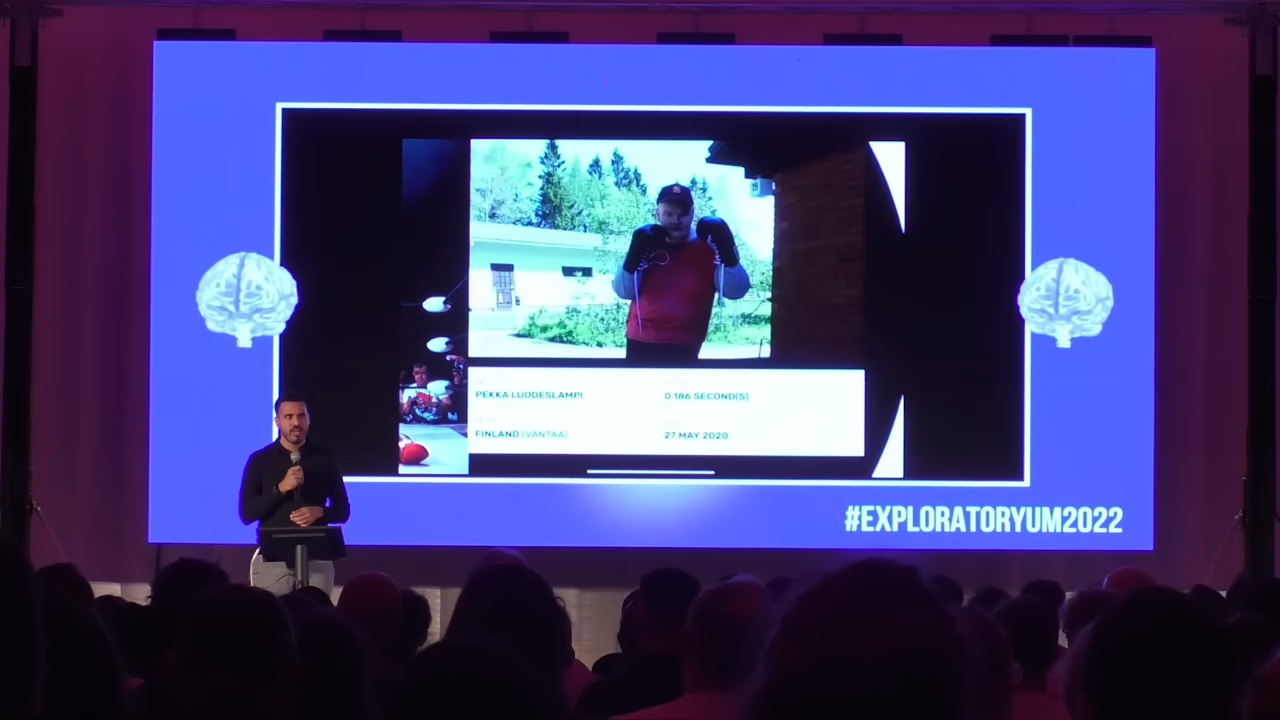 PEKKA LUODESLAMPI
0 186 SECOND(S)
FINLAND (VANTAA)
27 MAY 2020
#EXPLORATORYUM2022